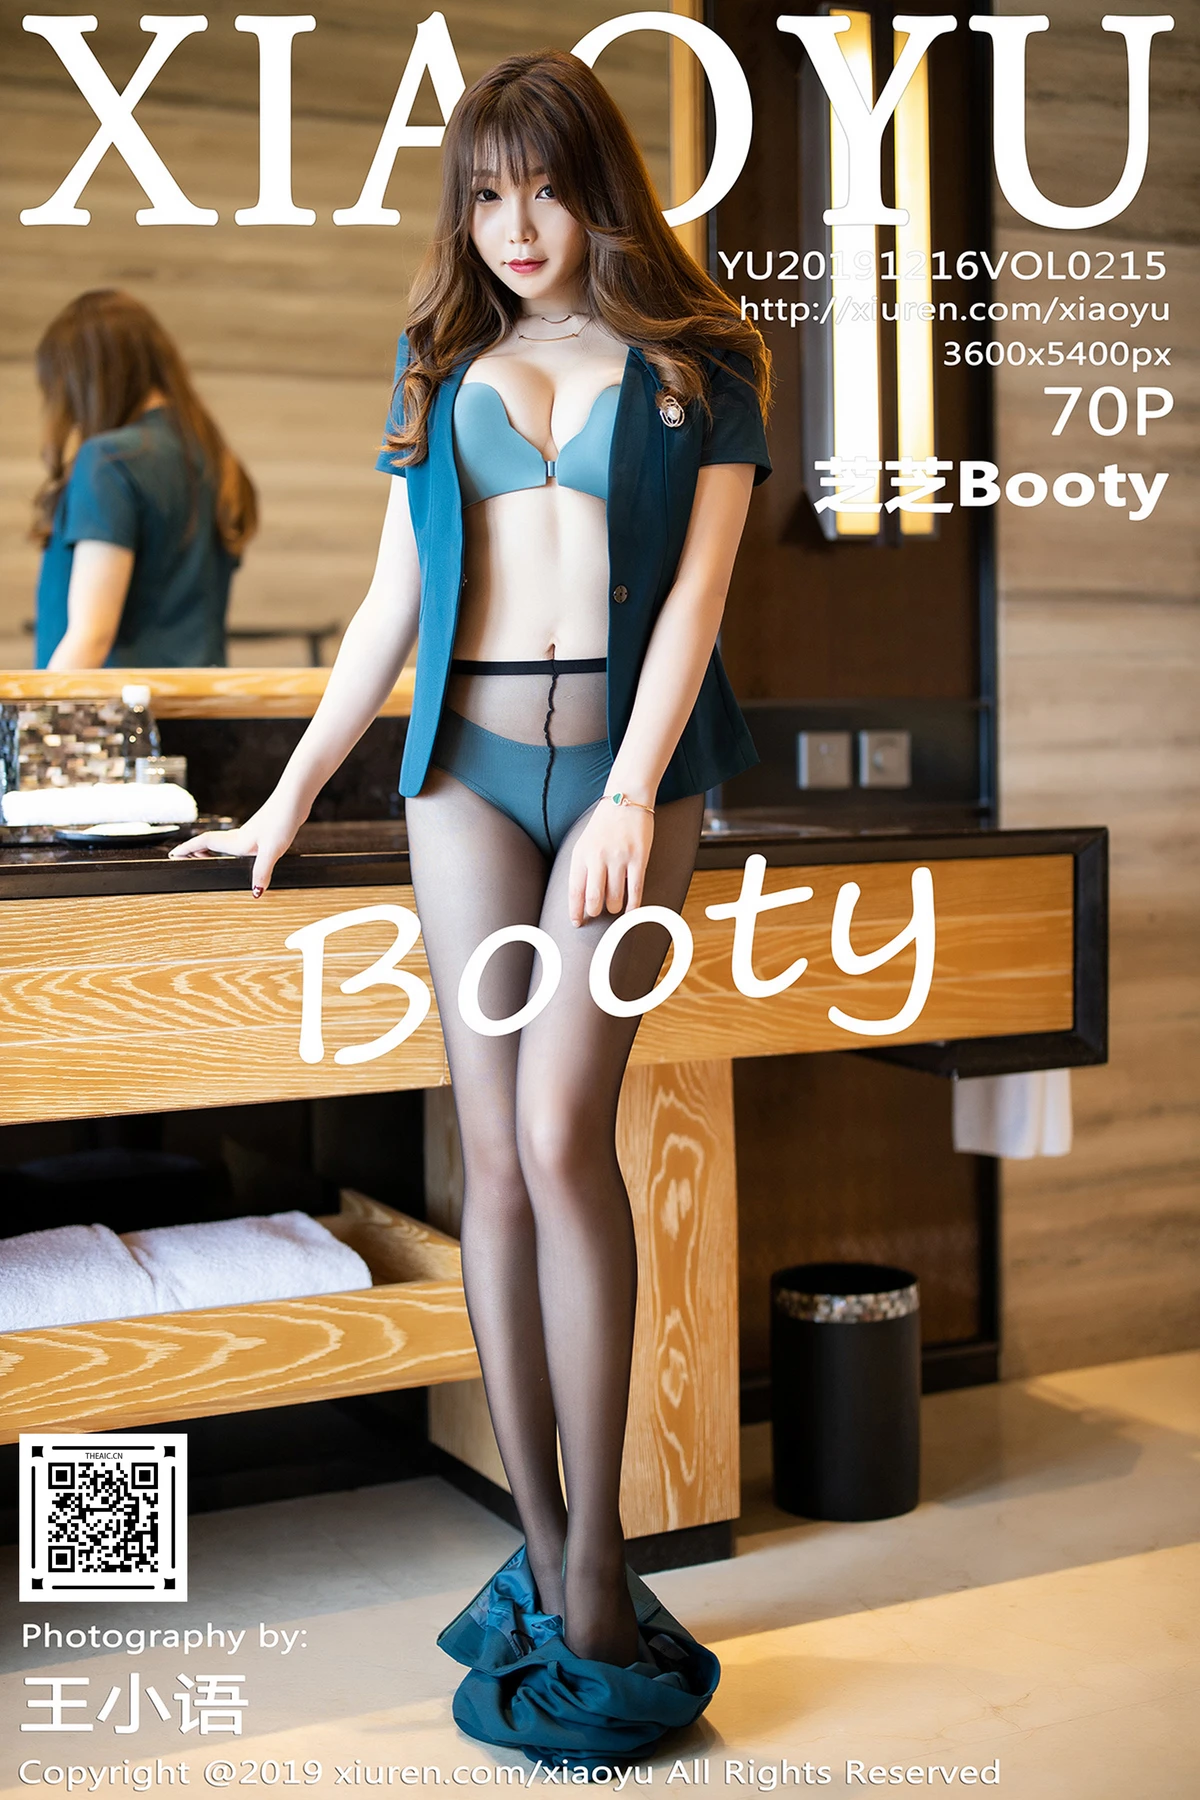 XIAOYU
YU20191216VOL0215
http://xiuren.com/xiaoyu
3600x5400px
70P
芝芝Booty
Booty
THEAIC.CN
Photography by:
王小语
Copyright @2019 xiuren.com/xiaoyu All Rights Reserved